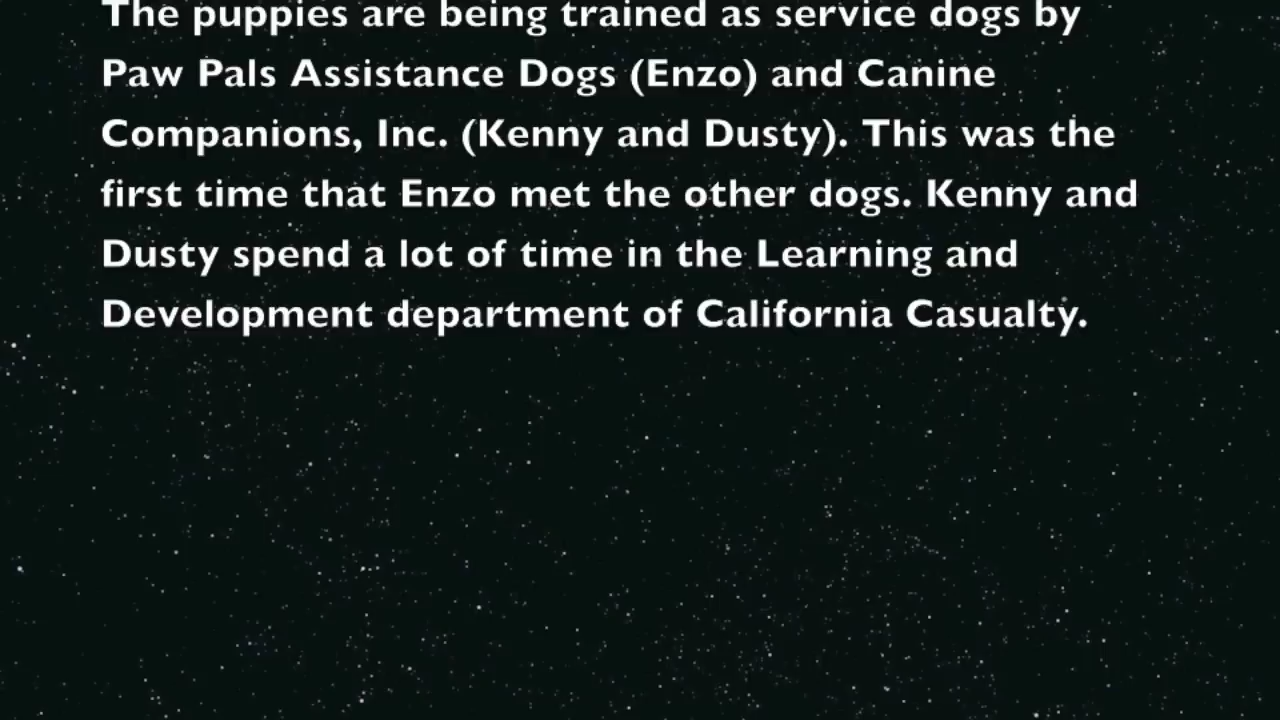 The puppies are being trained as service dogs by
Paw Pals Assistance Dogs (Enzo) and Canine
Companions, Inc. (Kenny and Dusty). This was the
first time that Enzo met the other dogs. Kenny and
Dusty spend a lot of time in the Learning and
Development department of California Casualty.